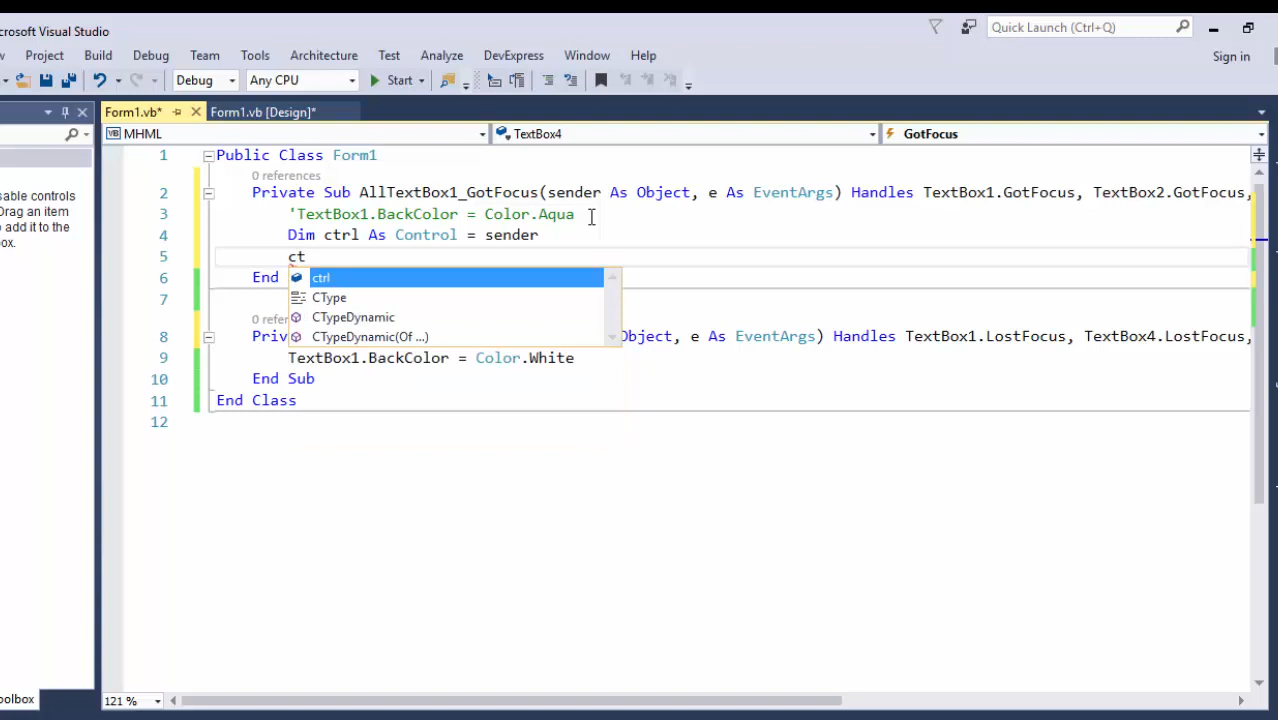 icrosoft Visual Studio
Quick Launch (Ctrl+Q)
w Project Build Debug Team Tools Architecture Test Analyze DevExpress Window Help
Sign in
Debug Any CPU Start
Form1.vb* Form1.vb [Design]*
MHML TextBox4 GotFocus
1 Public Class Form1
0 references
2 Private Sub AllTextBox1_GotFocus(sender As Object, e As EventArgs) Handles TextBox1.GotFocus, TextBox2.GotFocus,
sable controls
3 'TextBox1.BackColor = Color.Aqua
Drag an item
4 Dim ctrl As Control = sender
add it to the
ox.
5 ct
6 End
ctrl
CType
CTypeDynamic
CTypeDynamic(Of ...)
7
0 refe
8 Priv Object, e As EventArgs) Handles TextBox1.LostFocus, TextBox4.LostFocus,
9 TextBox1.BackColor = Color.White
10 End Sub
11 End Class
12
oolbox
121 %